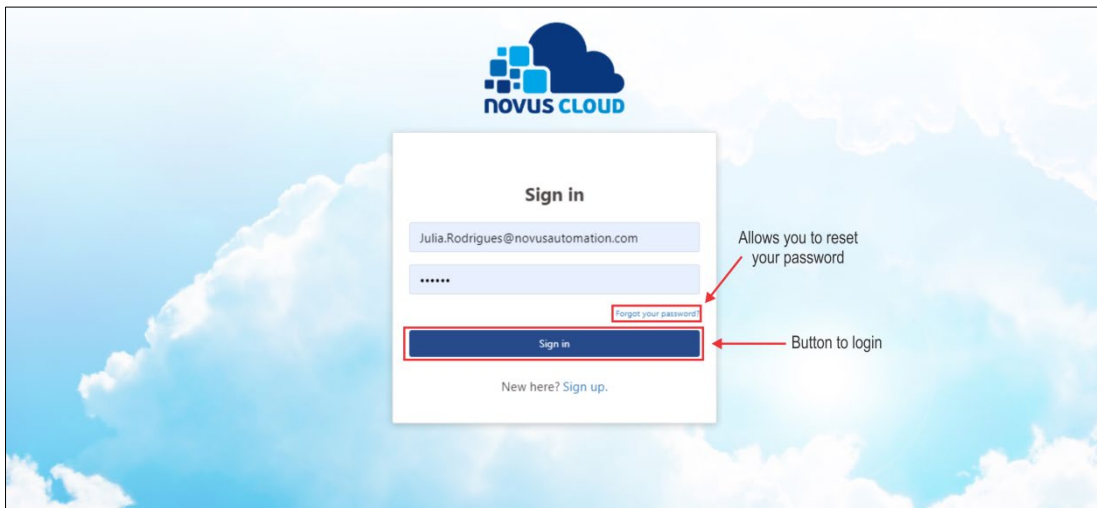 NOVUS CLOUD
Sign in
Julia.Rodrigues@novusautomation.com
••••••
Forgot your password?
Sign in
New here? Sign up.
Allows you to reset
your password
Button to login